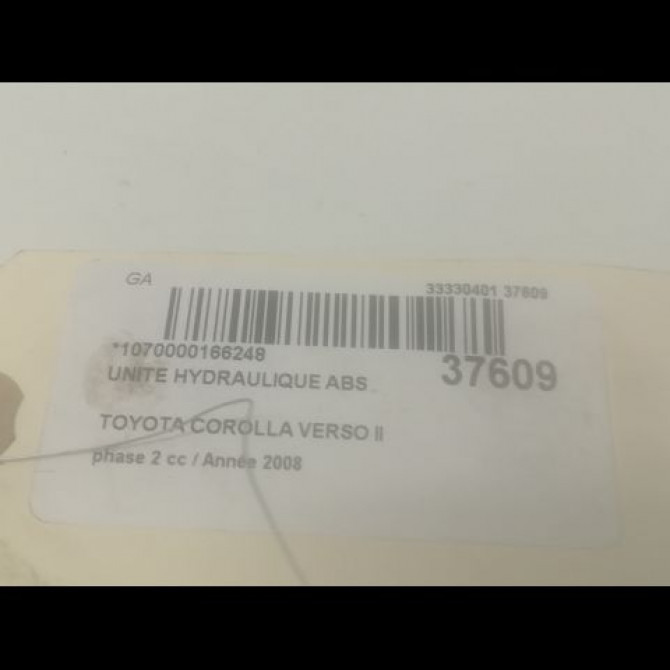 GA
33330401 37609
*1070000166248
37609
UNITE HYDRAULIQUE ABS
TOYOTA COROLLA VERSO II
phase 2 cc / Année 2008